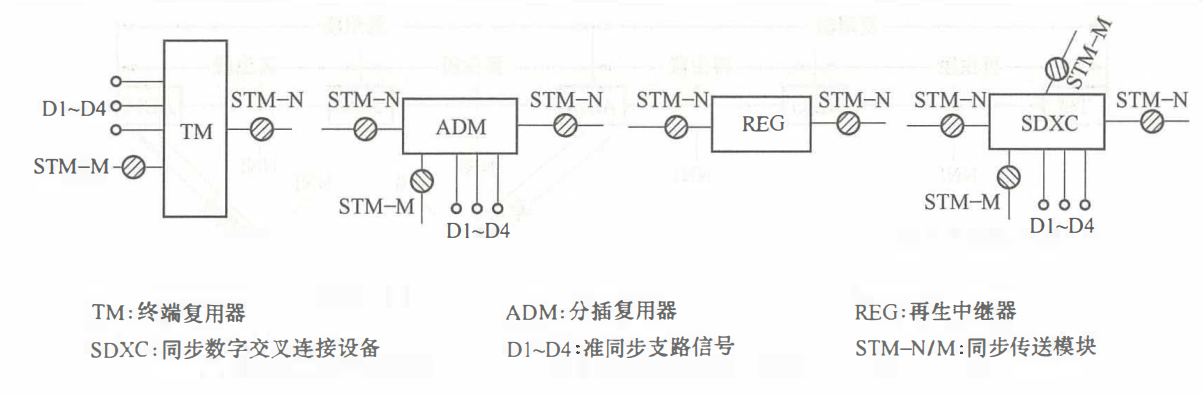 STM-M
D1~D4
TM
STM-N
STM-M
STM-N
ADM
STM-N
STM-M
D1~D4
STM-N
REG
STM-N
STM-N
SDXC
STM-N
STM-M
D1~D4
TM:终端复用器
ADM:分插复用器
REG:再生中继器
SDXC:同步数字交叉连接设备
D1~D4:准同步支路信号
STM-N/M:同步传送模块